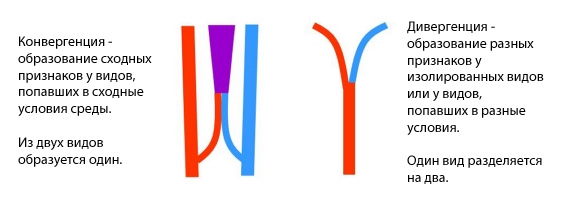 Конвергенция -
образование сходных
признаков у видов,
попавших в сходные
условия среды.
Из двух видов
образуется один.
Дивергенция -
образование разных
признаков у
изолированных видов
или у видов,
попавших в разные
условия.
Один вид разделяется
на два.